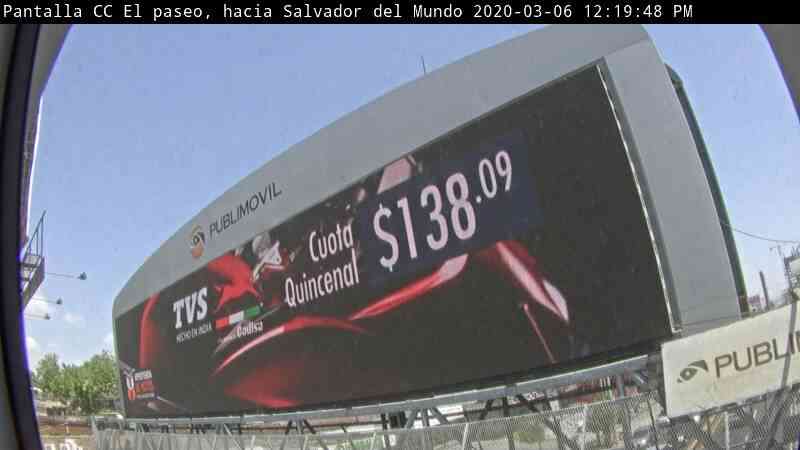 Pantalla CC El paseo, hacia Salvador del Mundo 2020-03-06 12:19:48 PM
PUBLIMOVIL
Cuota
Quincenal
$138.09
TVS
HECHO EN INDIA
Cadisa
PUBLI